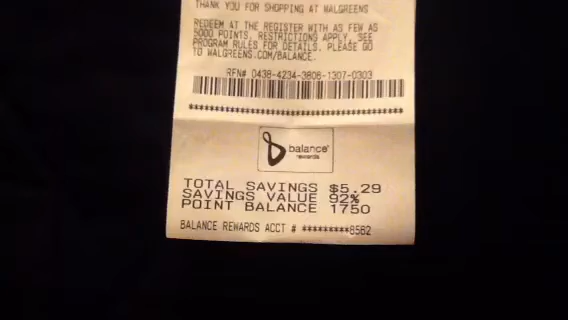 THANK YOU FOR SHOPPING AT WALGREENS
REDEEM AT THE REGISTER WITH AS FEW AS
5000 POINTS. RESTRICTIONS APPLY. SEE
PROGRAM RULES FOR DETAILS. PLEASE GO
TO WALGREENS.COM/BALANCE.
RFN# 0438-4234-3808-1307-0303
****************************************
balance®
rewards
TOTAL SAVINGS $5.29
SAVINGS VALUE 92%
POINT BALANCE 1750
BALANCE REWARDS ACCT # *********8562